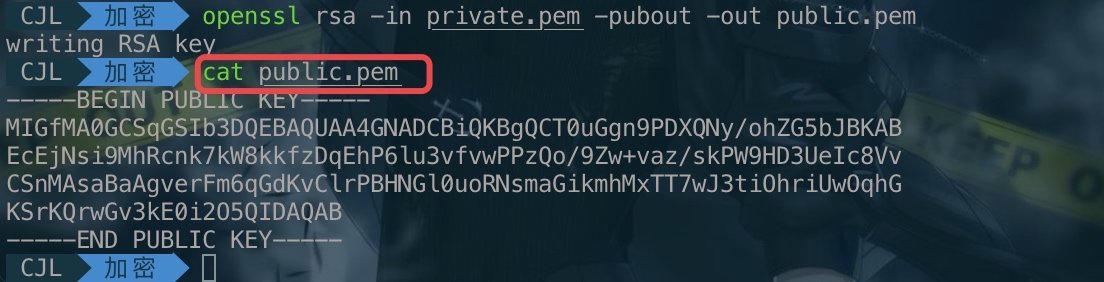 CJL 加密 openssl rsa -in private.pem -pubout -out public.pem
writing RSA key
CJL 加密 cat public.pem
-----BEGIN PUBLIC KEY-----
MIGfMA0GCSqGSIb3DQEBAQUAA4GNADCBiQKBgQCT0uGgn9PDXQNy/ohZG5bJBKAB
EcEjNsi9MhRcnk7kW8kkfzDqEhP6lu3vfvwPPzQo/9Zw+vaz/skPW9HD3UeIc8Vv
CSnMAsaBaAgverFm6qGdKvClrPBHNGl0uoRNsmaGikmhMxTT7wJ3tiOhriUwOqhG
KSrKQrwGv3kE0i2O5QIDAQAB
-----END PUBLIC KEY-----
CJL 加密